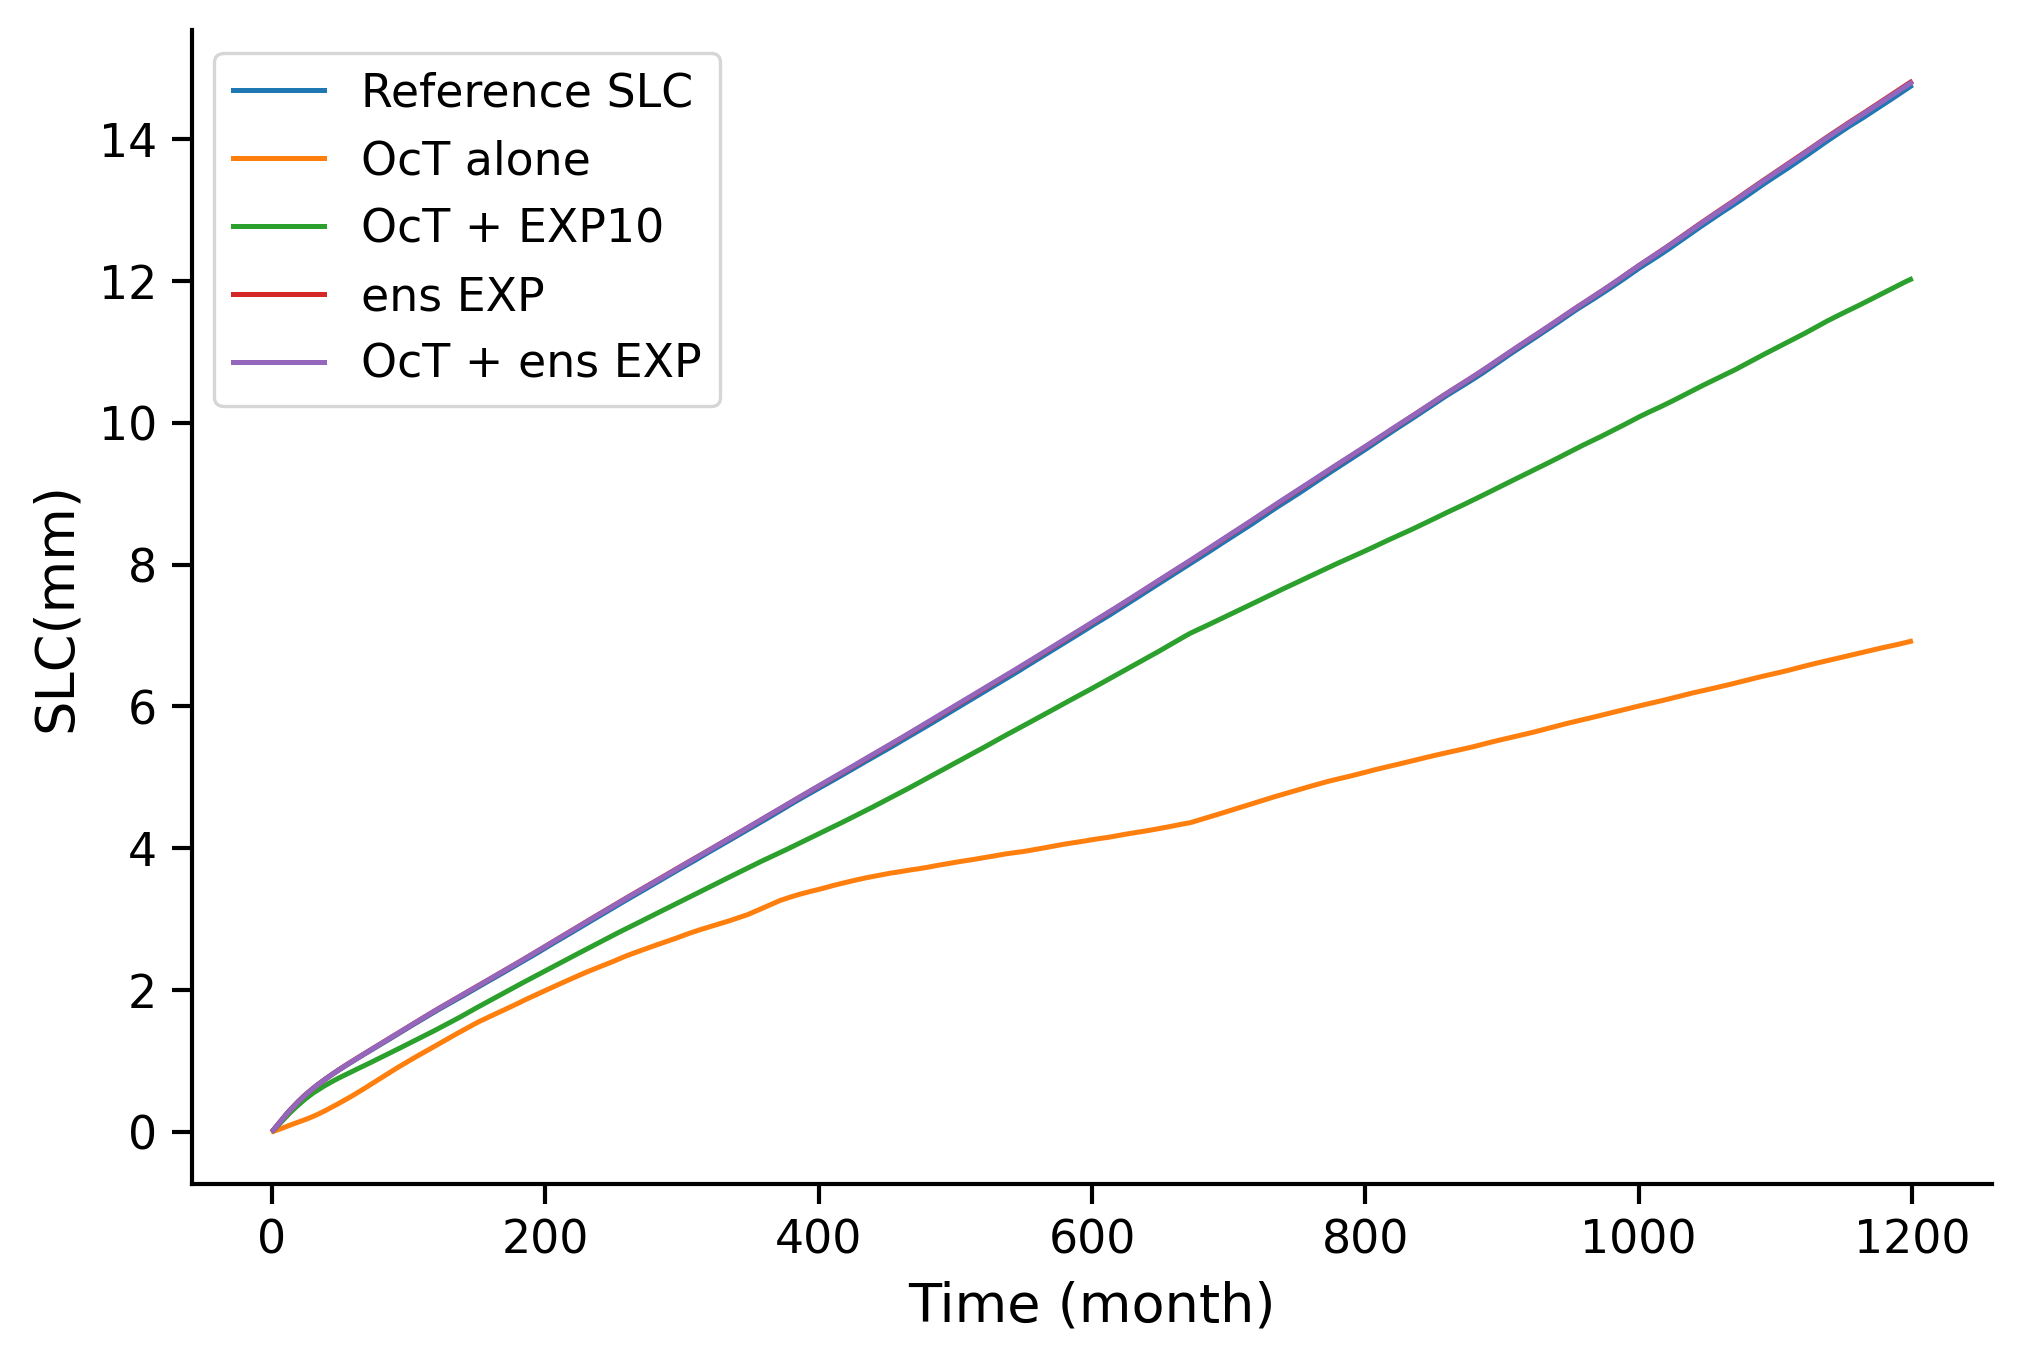 Reference SLC
OcT alone
OcT + EXP10
ens EXP
OcT + ens EXP
14
12
10
8
6
4
2
0
SLC(mm)
0 200 400 600 800 1000 1200
Time (month)